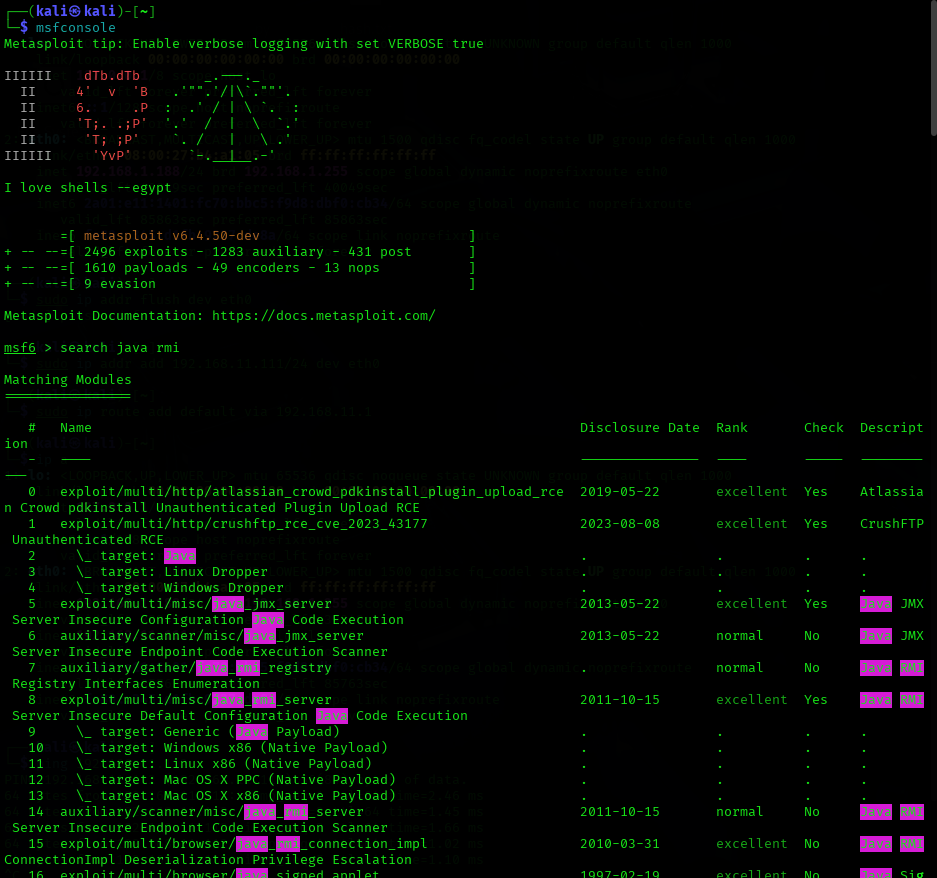 ┌──(kali㉿kali)-[~]
└─$ msfconsole
Metasploit tip: Enable verbose logging with set VERBOSE true

IIIIII    dTb.dTb        _.---._
  II     4'  v  'B   .'"".'/|\`.""'.
  II     6.     .P  :  .' / | \ `.  :
  II     'T;. .;P'  '.'  /  |  \  `.'
  II      'T; ;P'    `. /   |   \ .'
IIIIII     'YvP'       `-.__|__.-'

I love shells --egypt

       =[ metasploit v6.4.50-dev                          ]
+ -- --=[ 2496 exploits - 1283 auxiliary - 431 post       ]
+ -- --=[ 1610 payloads - 49 encoders - 13 nops           ]
+ -- --=[ 9 evasion                                       ]

Metasploit Documentation: https://docs.metasploit.com/

msf6 > search java rmi

Matching Modules
================

   #   Name                                                             Disclosure Date  Rank       Check  Descript
ion
   -   ----                                                             ---------------  ----       -----  --------
---
   0   exploit/multi/http/atlassian_crowd_pdkinstall_plugin_upload_rce  2019-05-22       excellent  Yes    Atlassia
n Crowd pdkinstall Unauthenticated Plugin Upload RCE
   1   exploit/multi/http/crushftp_rce_cve_2023_43177                   2023-08-08       excellent  Yes    CrushFTP
 Unauthenticated RCE
   2     \_ target: Java                                                .                .          .      .
   3     \_ target: Linux Dropper                                       .                .          .      .
   4     \_ target: Windows Dropper                                     .                .          .      .
   5   exploit/multi/misc/java_jmx_server                               2013-05-22       excellent  Yes    Java JMX
 Server Insecure Configuration Java Code Execution
   6   auxiliary/scanner/misc/java_jmx_server                           2013-05-22       normal     No     Java JMX
 Server Insecure Endpoint Code Execution Scanner
   7   auxiliary/gather/java_rmi_registry                               .                normal     No     Java RMI
 Registry Interfaces Enumeration
   8   exploit/multi/misc/java_rmi_server                               2011-10-15       excellent  Yes    Java RMI
 Server Insecure Default Configuration Java Code Execution
   9     \_ target: Generic (Java Payload)                              .                .          .      .
   10    \_ target: Windows x86 (Native Payload)                        .                .          .      .
   11    \_ target: Linux x86 (Native Payload)                          .                .          .      .
   12    \_ target: Mac OS X PPC (Native Payload)                       .                .          .      .
   13    \_ target: Mac OS X x86 (Native Payload)                       .                .          .      .
   14  auxiliary/scanner/misc/java_rmi_server                           2011-10-15       normal     No     Java RMI
 Server Insecure Endpoint Code Execution Scanner
   15  exploit/multi/browser/java_rmi_connection_impl                   2010-03-31       excellent  No     Java RMI
ConnectionImpl Deserialization Privilege Escalation
   16  exploit/multi/browser/java_signed_applet                         1997-02-19       excellent  No     Java Sig